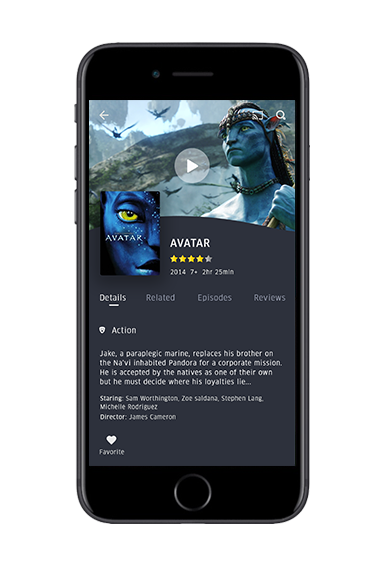 AVATAR
AVATAR
2014 7+ 2hr 25min
Details Related Episodes Reviews
Action
Jake, a paraplegic marine, replaces his brother
on the Na'vi inhabited Pandora for a corporate mission.
He is accepted by the natives as one of their own
but he must decide where his loyalties lie...
Staring: Sam Worthington, Zoe saldana, Stephen Lang,
Michelle Rodriguez
Director: James Cameron
Favorite